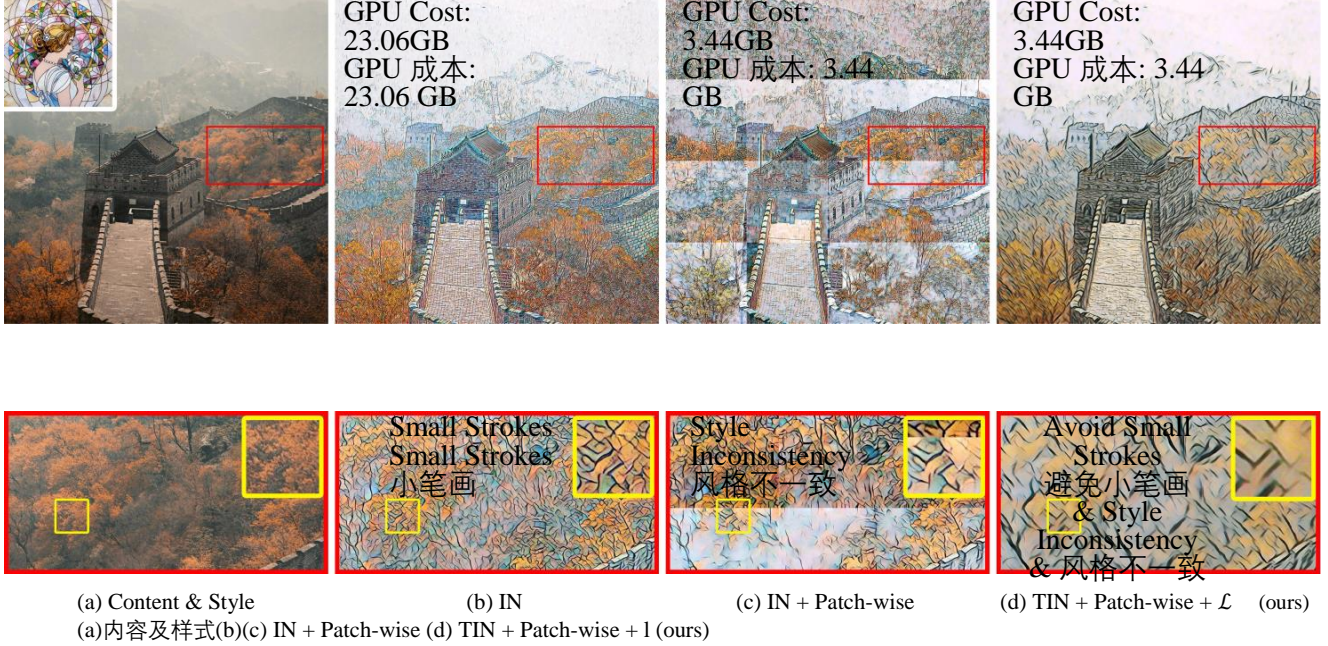 GPU Cost:
23.06GB
GPU 成本:
23.06 GB
GPU Cost:
3.44GB
GPU 成本: 3.44
GB
GPU Cost:
3.44GB
GPU 成本: 3.44
GB
Small Strokes
Small Strokes
小笔画
Style
Inconsistency
风格不一致
Avoid Small
Strokes
避免小笔画
& Style
Inconsistency
& 风格不一致
(a) Content & Style
(b) IN
(c) IN + Patch-wise
(d) TIN + Patch-wise + ℒ (ours)
(a)内容及样式(b)(c) IN + Patch-wise (d) TIN + Patch-wise + l (ours)